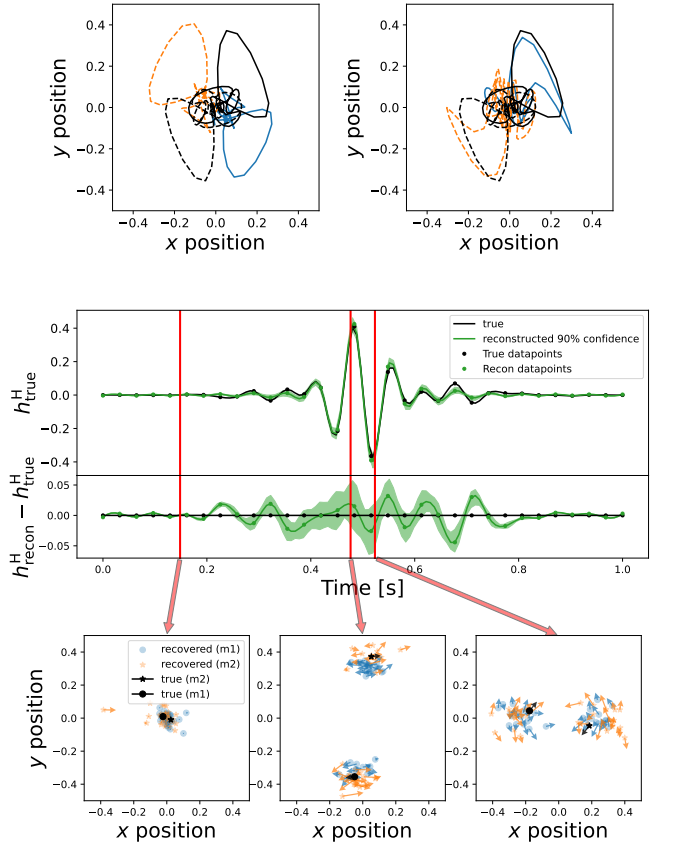 0.4
0.2
0.0
−0.2
−0.4
y position
−0.4 −0.2 0.0 0.2 0.4
x position
0.4
0.2
0.0
−0.2
−0.4
y position
−0.4 −0.2 0.0 0.2 0.4
x position
0.4
0.2
0.0
−0.2
−0.4
h^H_true
true
reconstructed 90% confidence
True datapoints
Recon datapoints
0.05
0.00
−0.05
h^H_recon − h^H_true
0.0 0.2 0.4 0.6 0.8 1.0
Time [s]
0.4
0.2
0.0
−0.2
−0.4
y position
recovered (m1)
recovered (m2)
true (m2)
true (m1)
−0.4 −0.2 0.0 0.2 0.4
x position
0.4
0.2
0.0
−0.2
−0.4
−0.4 −0.2 0.0 0.2 0.4
x position
0.4
0.2
0.0
−0.2
−0.4
−0.4 −0.2 0.0 0.2 0.4
x position